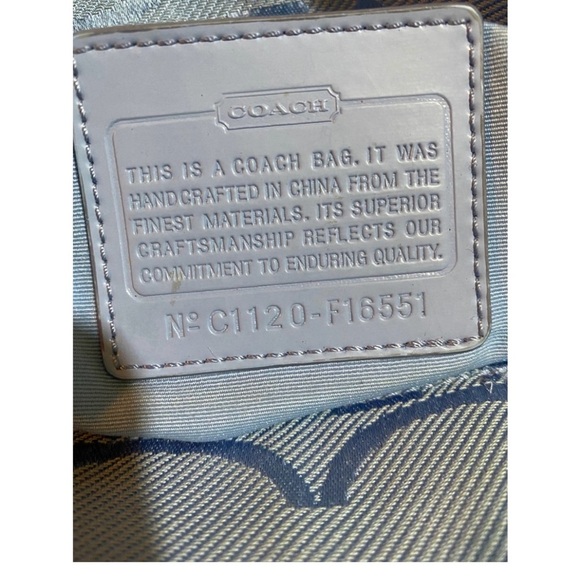 COACH
THIS IS A COACH BAG. IT WAS
HANDCRAFTED IN CHINA FROM THE
FINEST MATERIALS. ITS SUPERIOR
CRAFTSMANSHIP REFLECTS OUR
COMMITMENT TO ENDURING QUALITY.
Nº C1120-F16551